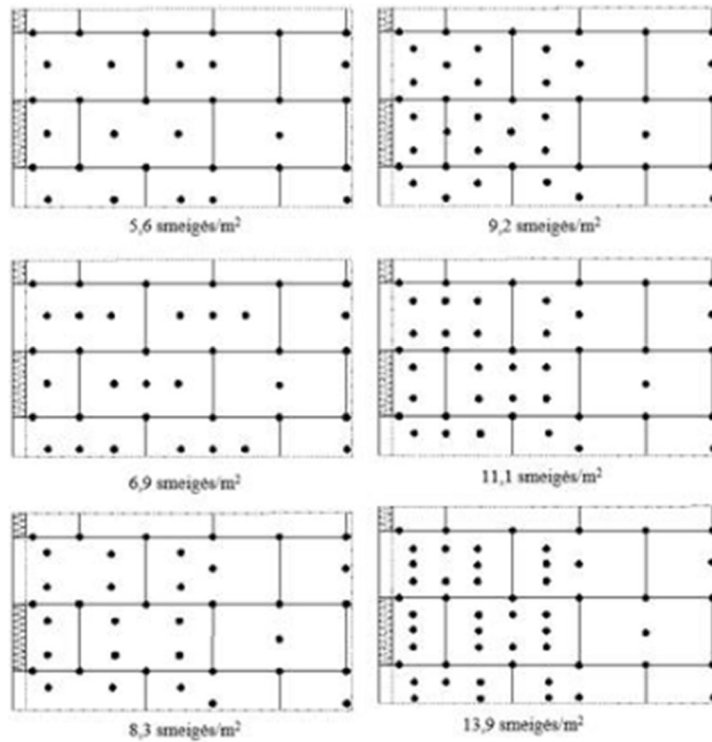 5,6 smeigės/m²
9,2 smeigės/m²
6,9 smeigės/m²
11,1 smeigės/m²
8,3 smeigės/m²
13,9 smeigės/m²